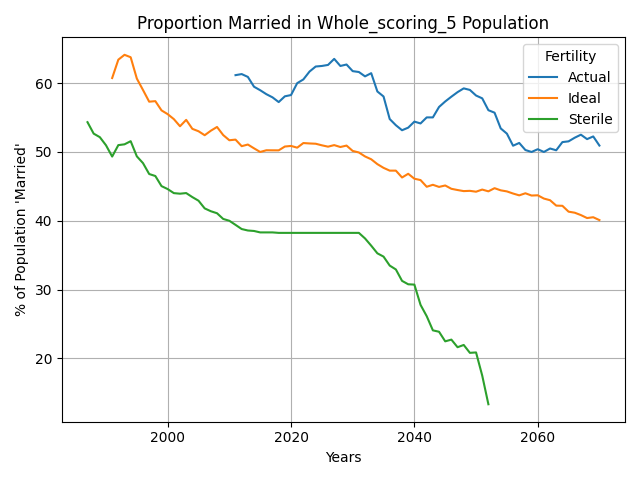 Proportion Married in Whole_scoring_5 Population
% of Population 'Married'
60
50
40
30
20
Fertility
Actual
Ideal
Sterile
2000
2020
2040
2060
Years